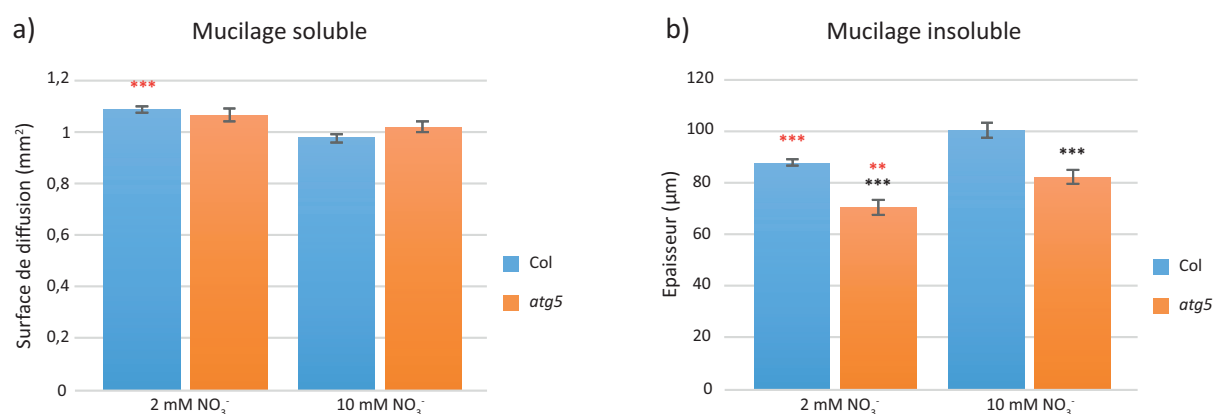 a)
Mucilage soluble
Surface de diffusion (mm²)
1,2
1
0,8
0,6
0,4
0,2
0
***
2 mM NO₃⁻
10 mM NO₃⁻
Col
atg5
b)
Mucilage insoluble
Epaisseur (µm)
120
100
80
60
40
20
0
***
**
***
***
2 mM NO₃⁻
10 mM NO₃⁻
Col
atg5